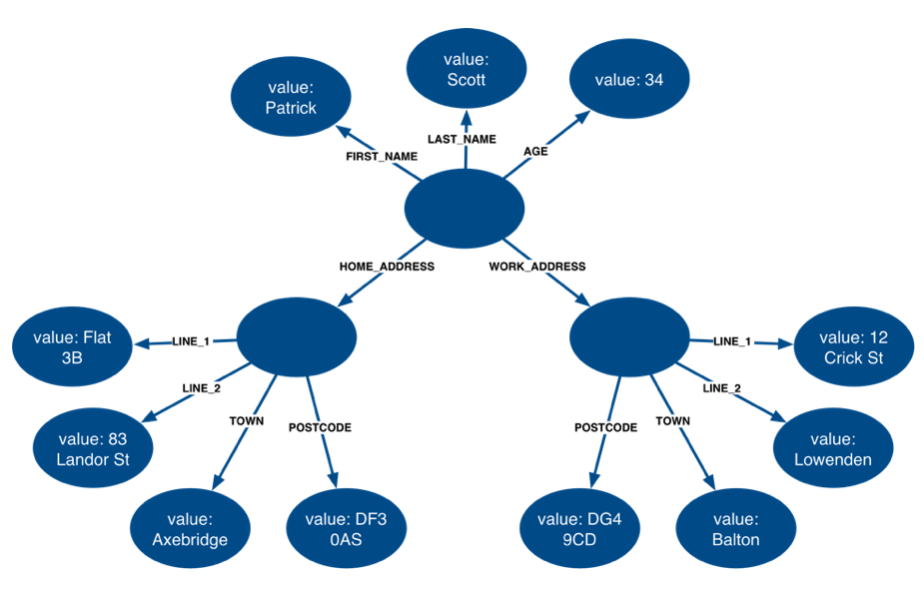 value:
Scott
value: 34
value:
Patrick
LAST_NAME
AGE
FIRST_NAME
HOME_ADDRESS
WORK_ADDRESS
value: Flat
3B
LINE_1
LINE_1
value: 12
Crick St
LINE_2
LINE_2
TOWN
POSTCODE
POSTCODE
TOWN
value: 83
Landor St
value:
Lowenden
value:
Axebridge
value: DF3
0AS
value: DG4
9CD
value:
Balton